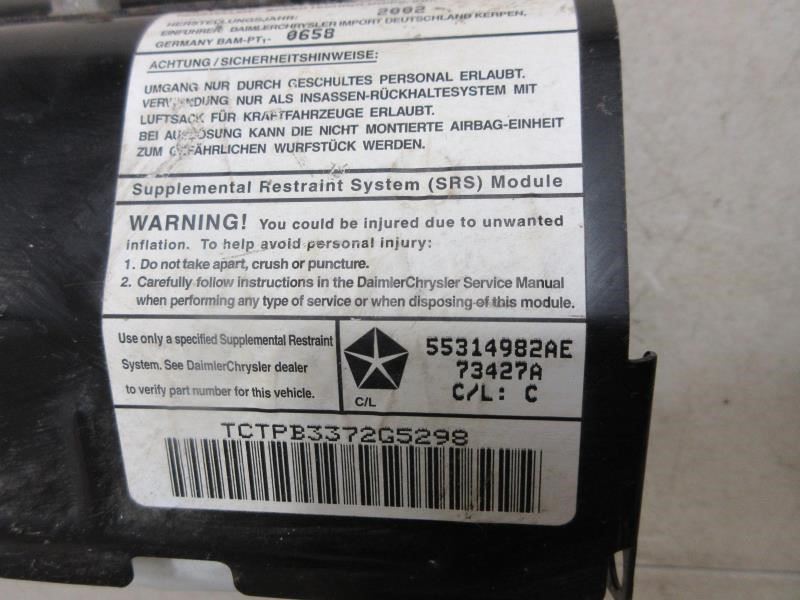 HERSTELLUNGSJAHR: 2002
EINFÜHRER: DAIMLERCHRYSLER IMPORT DEUTSCHLAND KERPEN,
GERMANY BAM-PT₁- 0658
ACHTUNG / SICHERHEITSHINWEISE:
UMGANG NUR DURCH GESCHULTES PERSONAL ERLAUBT.
VERWENDUNG NUR ALS INSASSEN-RÜCKHALTESYSTEM MIT
LUFTSACK FÜR KRAFTFAHRZEUGE ERLAUBT.
BEI AUSLÖSUNG KANN DIE NICHT MONTIERTE AIRBAG-EINHEIT
ZUM GEFÄHRLICHEN WURFSTÜCK WERDEN.
Supplemental Restraint System (SRS) Module
WARNING! You could be injured due to unwanted
inflation. To help avoid personal injury:
1. Do not take apart, crush or puncture.
2. Carefully follow instructions in the DaimlerChrysler Service Manual
when performing any type of service or when disposing of this module.
Use only a specified Supplemental Restraint
System. See DaimlerChrysler dealer
to verify part number for this vehicle.
C/L
55314982AE
73427A
C/L: C
TCTPB3372G5298